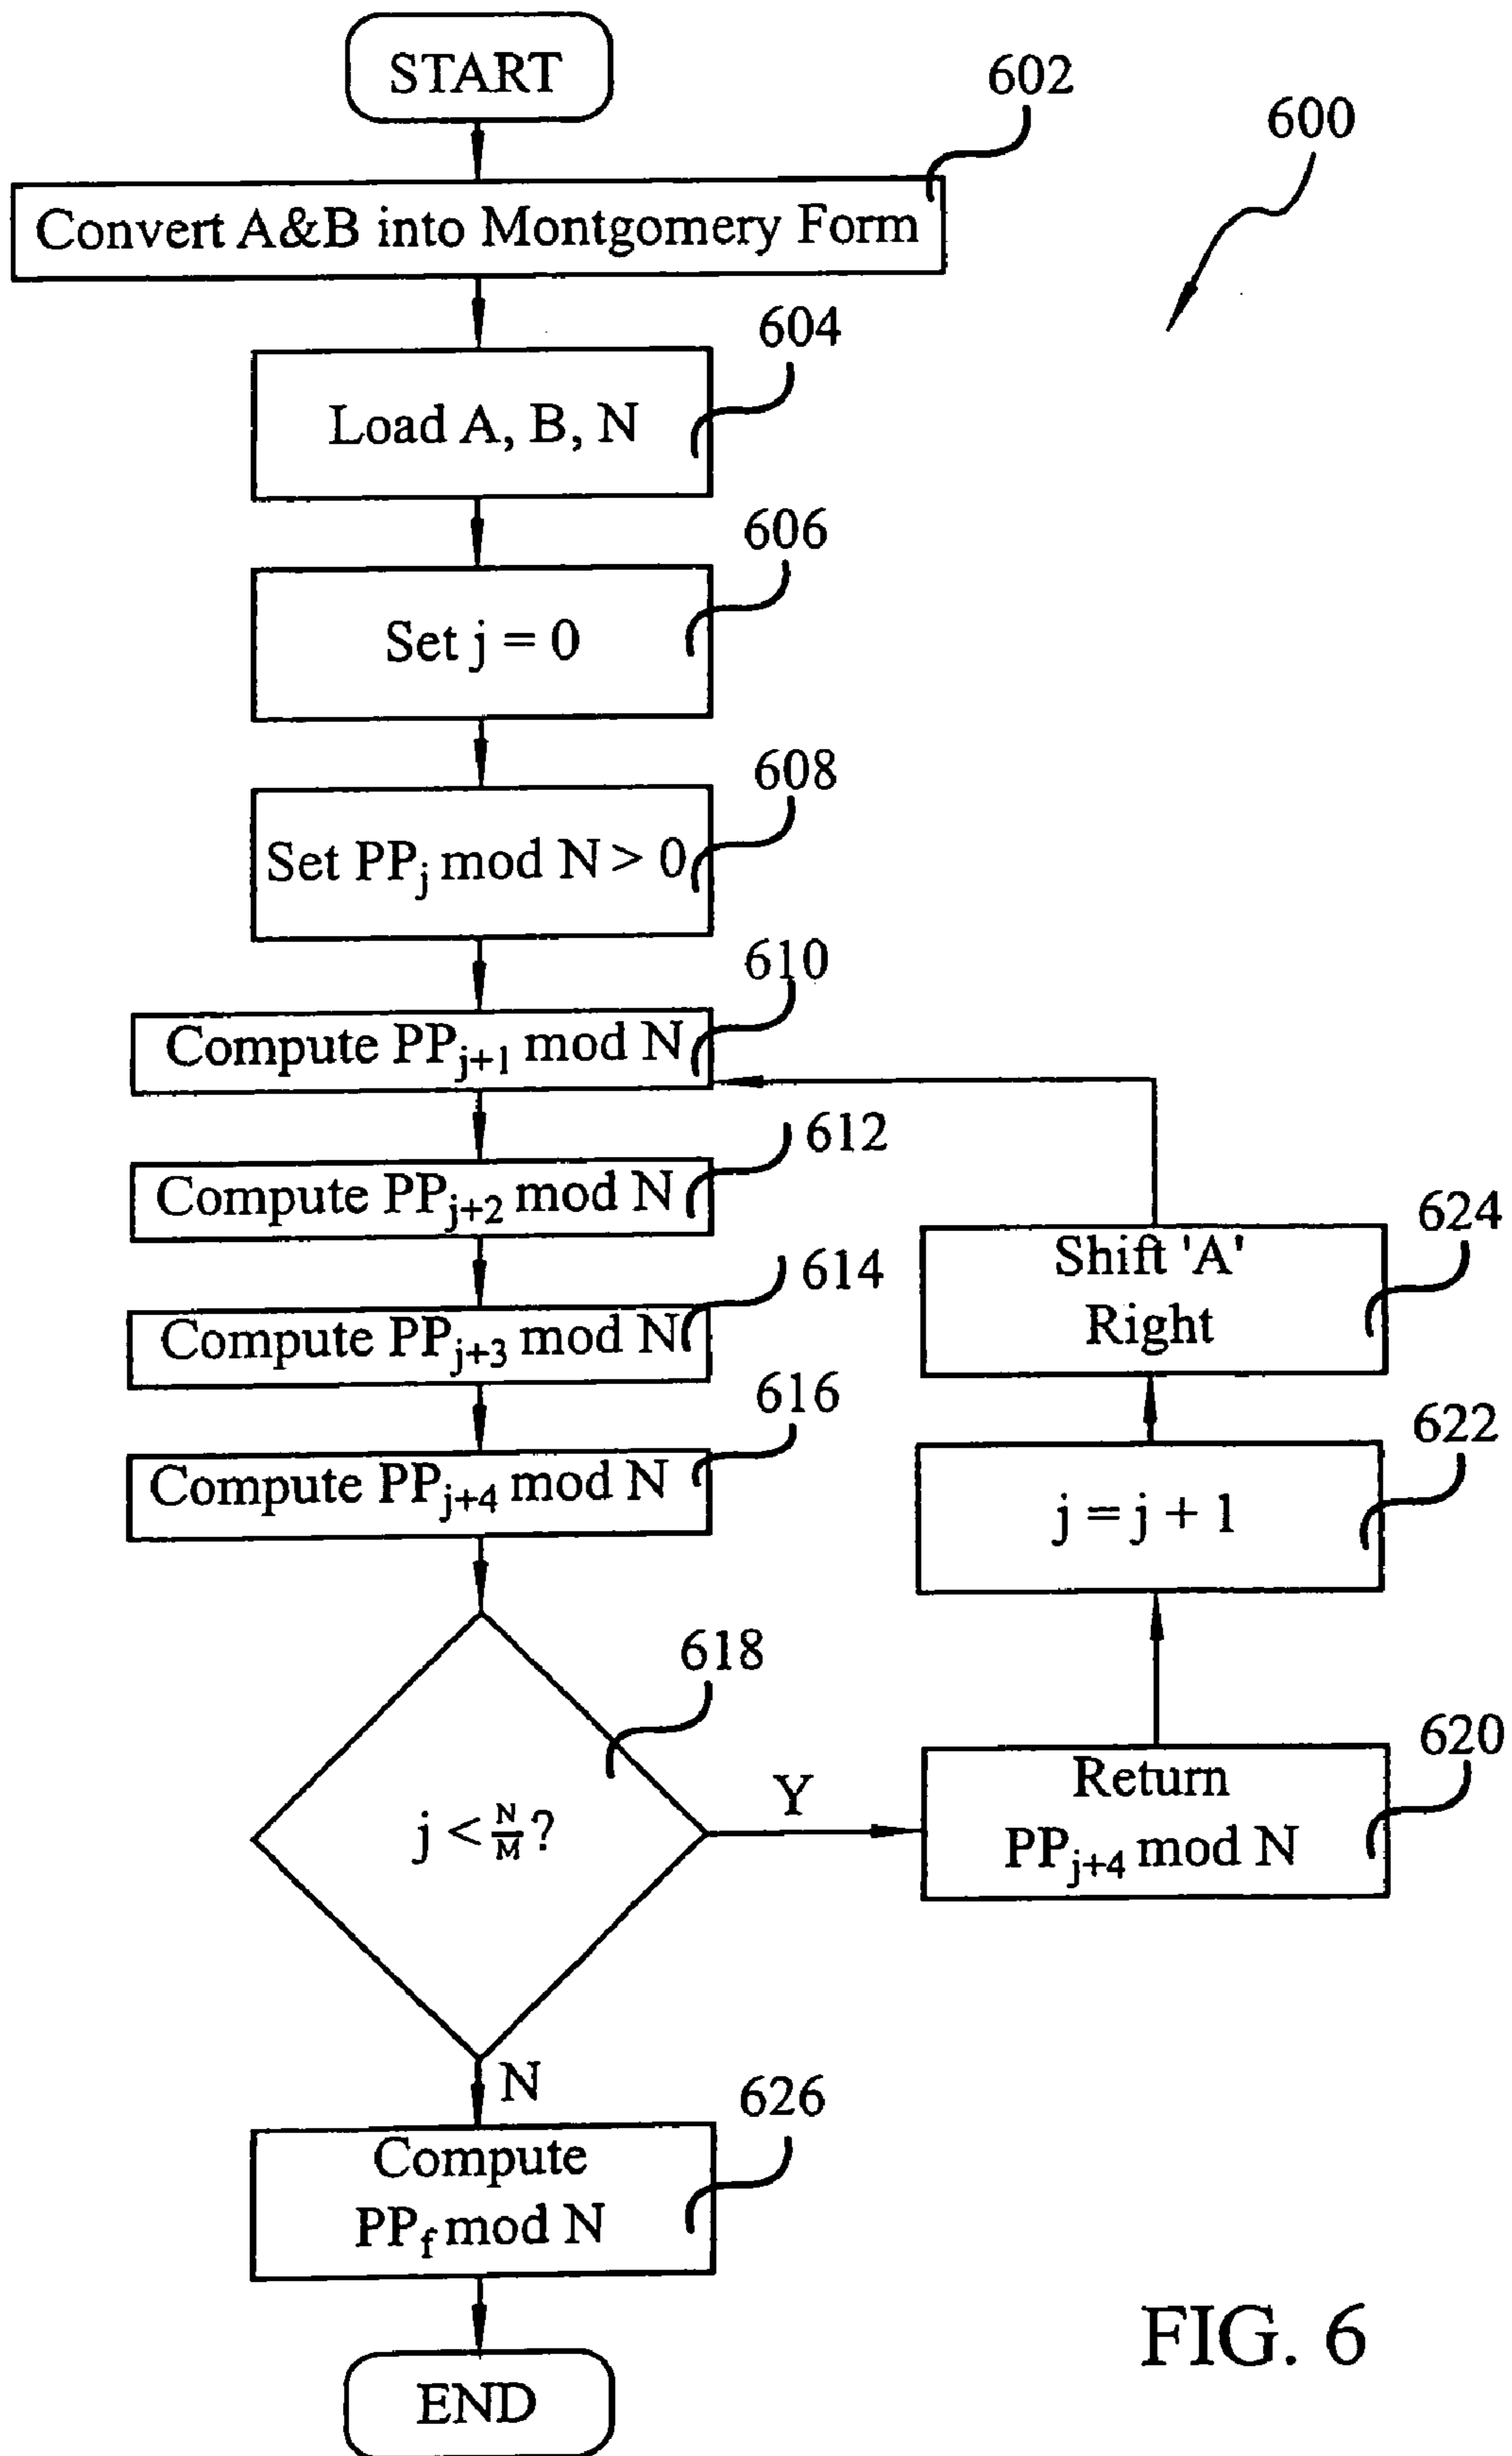 START
602
600
Convert A&B into Montgomery Form
604
Load A, B, N
606
Set j = 0
608
Set PPj mod N > 0
610
Compute PPj+1 mod N
612
Compute PPj+2 mod N
614
Compute PPj+3 mod N
616
Compute PPj+4 mod N
618
j < N/M?
Y
N
620
Return
PPj+4 mod N
622
j = j + 1
624
Shift 'A'
Right
626
Compute
PPf mod N
END
FIG. 6